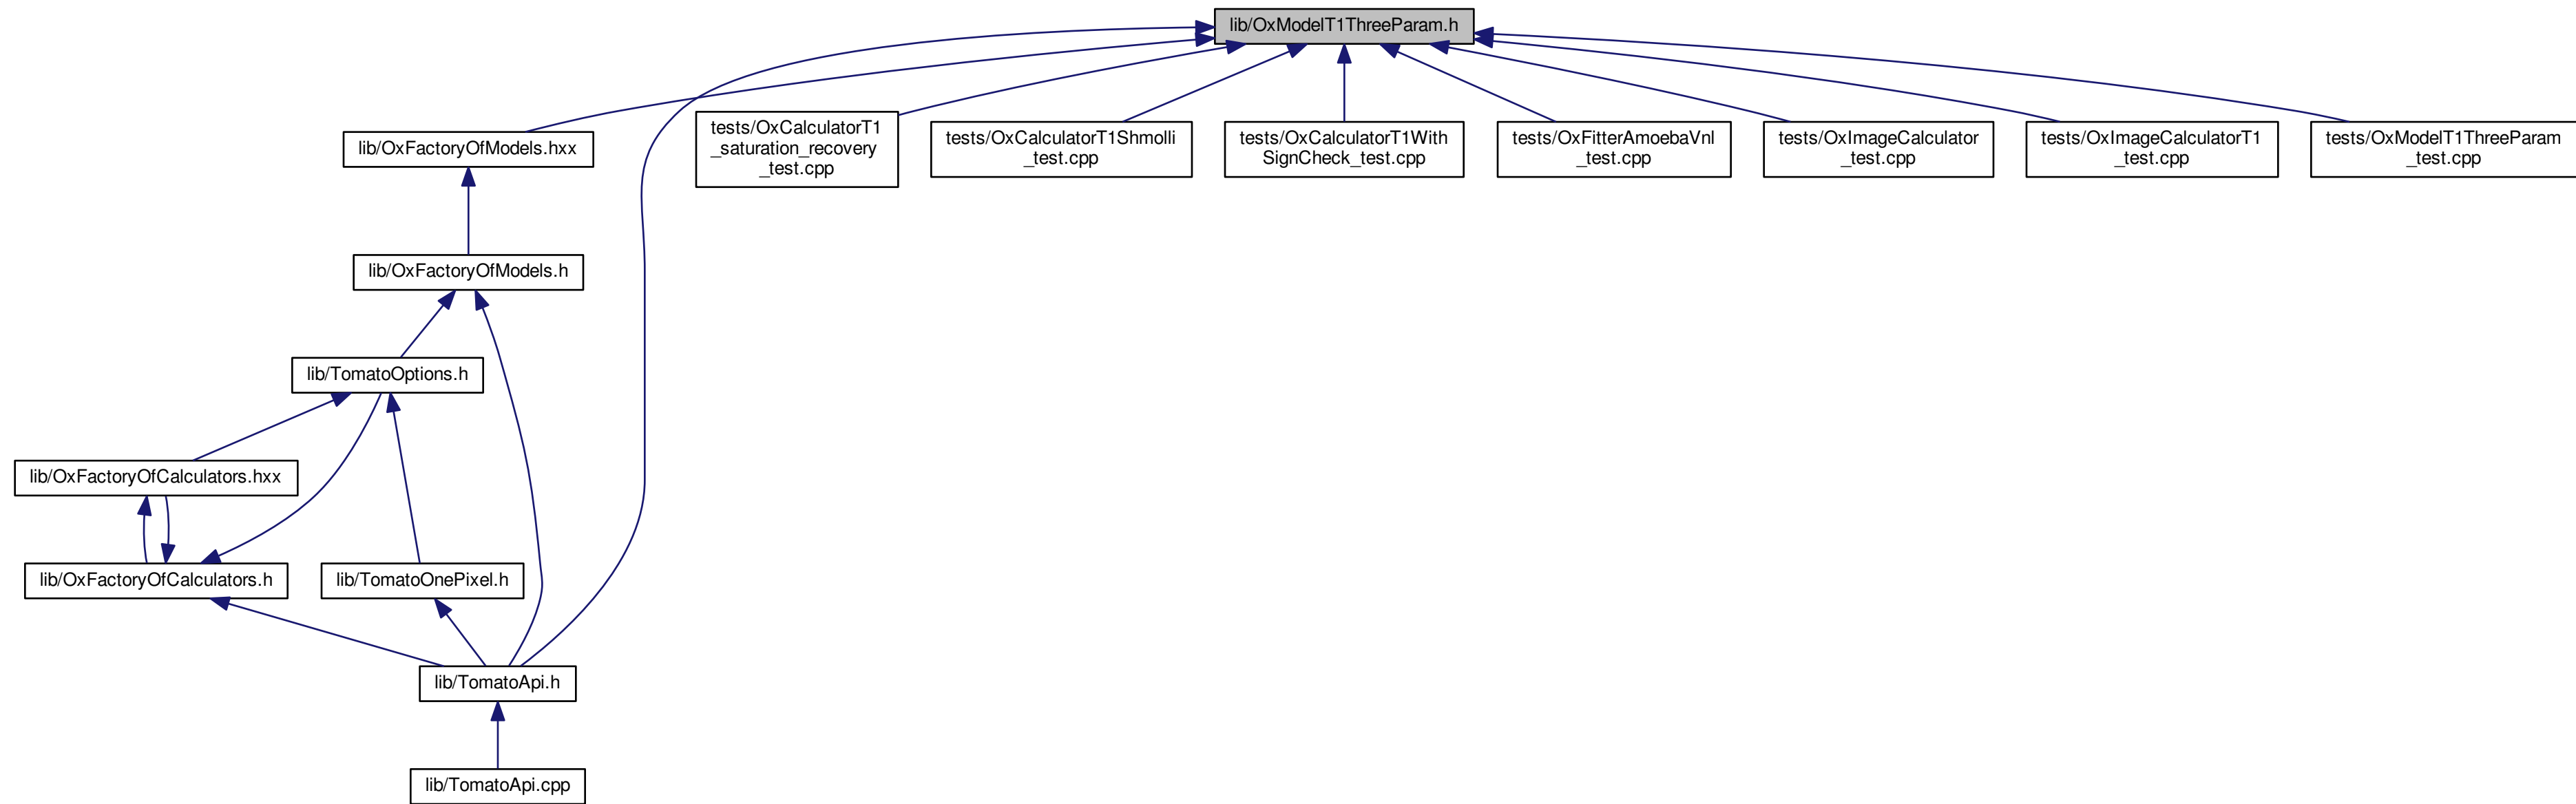 lib/OxModelT1ThreeParam.h
lib/OxFactoryOfModels.hxx
tests/OxCalculatorT1
_saturation_recovery
_test.cpp
tests/OxCalculatorT1Shmolli
_test.cpp
tests/OxCalculatorT1With
SignCheck_test.cpp
tests/OxFitterAmoebaVnl
_test.cpp
tests/OxImageCalculator
_test.cpp
tests/OxImageCalculatorT1
_test.cpp
tests/OxModelT1ThreeParam
_test.cpp
lib/OxFactoryOfModels.h
lib/TomatoOptions.h
lib/OxFactoryOfCalculators.hxx
lib/OxFactoryOfCalculators.h
lib/TomatoOnePixel.h
lib/TomatoApi.h
lib/TomatoApi.cpp